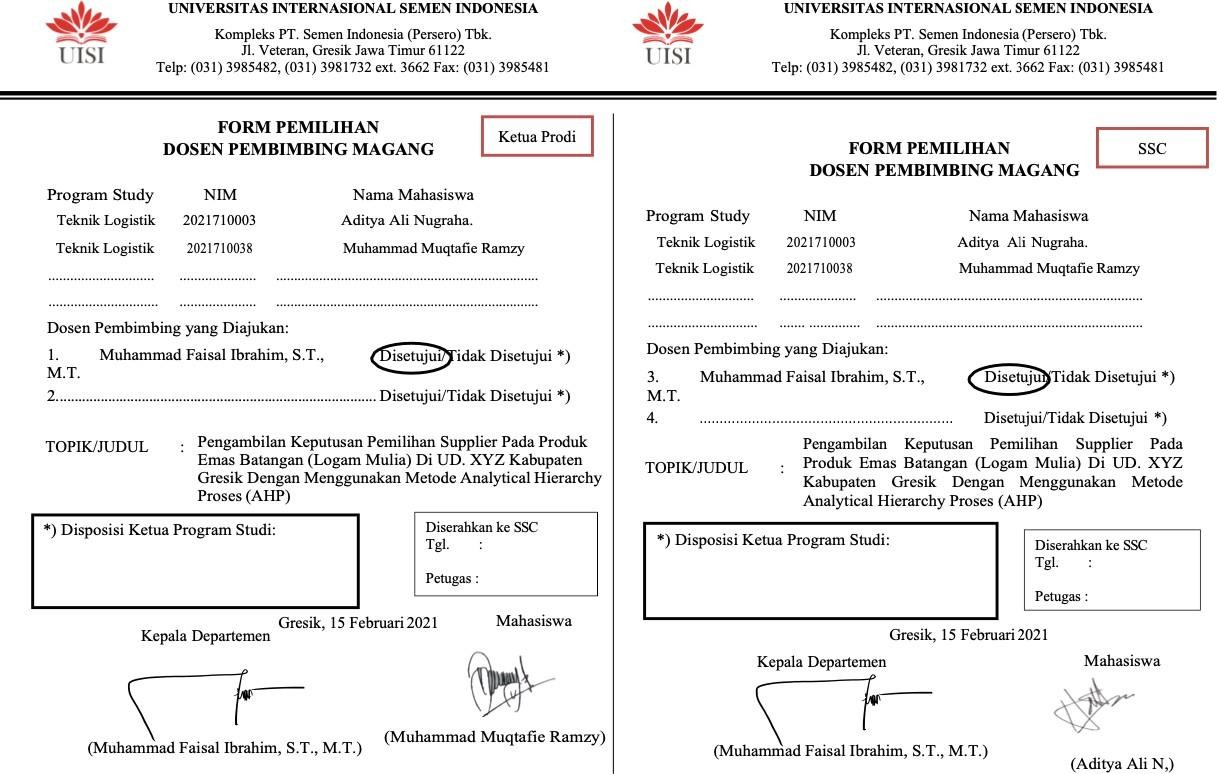 UISI
UNIVERSITAS INTERNASIONAL SEMEN INDONESIA
Kompleks PT. Semen Indonesia (Persero) Tbk.
Jl. Veteran, Gresik Jawa Timur 61122
Telp: (031) 3985482, (031) 3981732 ext. 3662 Fax: (031) 3985481
FORM PEMILIHAN
DOSEN PEMBIMBING MAGANG
Ketua Prodi
Program Study NIM Nama Mahasiswa
Teknik Logistik 2021710003 Aditya Ali Nugraha.
Teknik Logistik 2021710038 Muhammad Muqtafie Ramzy
........................... .................... ...................................................................
............................ .................... ...................................................................
Dosen Pembimbing yang Diajukan:
1. Muhammad Faisal Ibrahim, S.T., Disetujui/Tidak Disetujui *)
M.T.
2................................................................................. Disetujui/Tidak Disetujui *)
TOPIK/JUDUL : Pengambilan Keputusan Pemilihan Supplier Pada Produk
Emas Batangan (Logam Mulia) Di UD. XYZ Kabupaten
Gresik Dengan Menggunakan Metode Analytical Hierarchy
Proses (AHP)
*) Disposisi Ketua Program Studi:
Diserahkan ke SSC
Tgl. :
Petugas :
Gresik, 15 Februari 2021
Kepala Departemen Mahasiswa
(Muhammad Faisal Ibrahim, S.T., M.T.) (Muhammad Muqtafie Ramzy)
UISI
UNIVERSITAS INTERNASIONAL SEMEN INDONESIA
Kompleks PT. Semen Indonesia (Persero) Tbk.
Jl. Veteran, Gresik Jawa Timur 61122
Telp: (031) 3985482, (031) 3981732 ext. 3662 Fax: (031) 3985481
FORM PEMILIHAN
DOSEN PEMBIMBING MAGANG
SSC
Program Study NIM Nama Mahasiswa
Teknik Logistik 2021710003 Aditya Ali Nugraha.
Teknik Logistik 2021710038 Muhammad Muqtafie Ramzy
........................... .................... ...................................................................
............................ ....... ............. ...................................................................
Dosen Pembimbing yang Diajukan:
3. Muhammad Faisal Ibrahim, S.T., Disetujui/Tidak Disetujui *)
M.T.
4. ............................................................... Disetujui/Tidak Disetujui *)
TOPIK/JUDUL : Pengambilan Keputusan Pemilihan Supplier Pada
Produk Emas Batangan (Logam Mulia) Di UD. XYZ
Kabupaten Gresik Dengan Menggunakan Metode
Analytical Hierarchy Proses (AHP)
*) Disposisi Ketua Program Studi:
Diserahkan ke SSC
Tgl. :
Petugas :
Gresik, 15 Februari 2021
Kepala Departemen Mahasiswa
(Muhammad Faisal Ibrahim, S.T., M.T.)
(Aditya Ali N,)